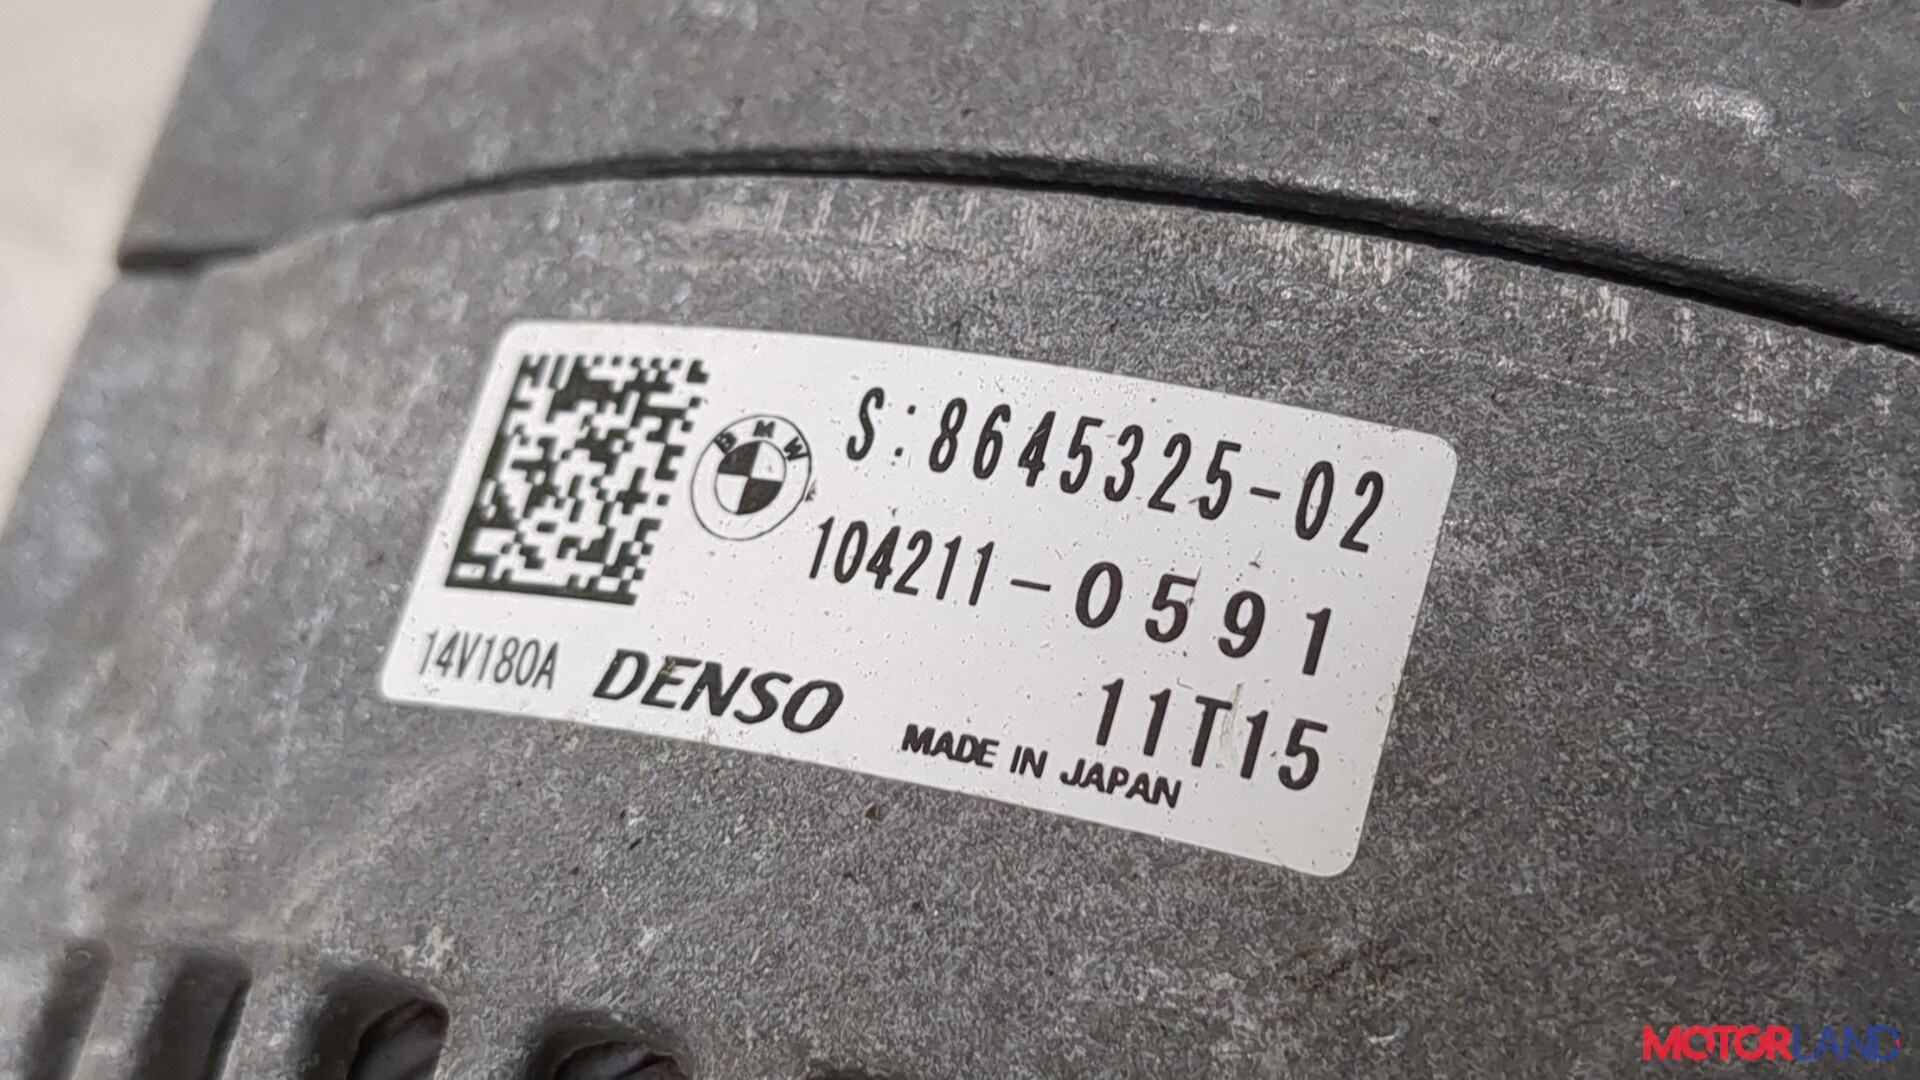 BMW
S:8645325-02
104211-0591
14V180A
DENSO
11T15
MADE IN JAPAN
MOTORLAND